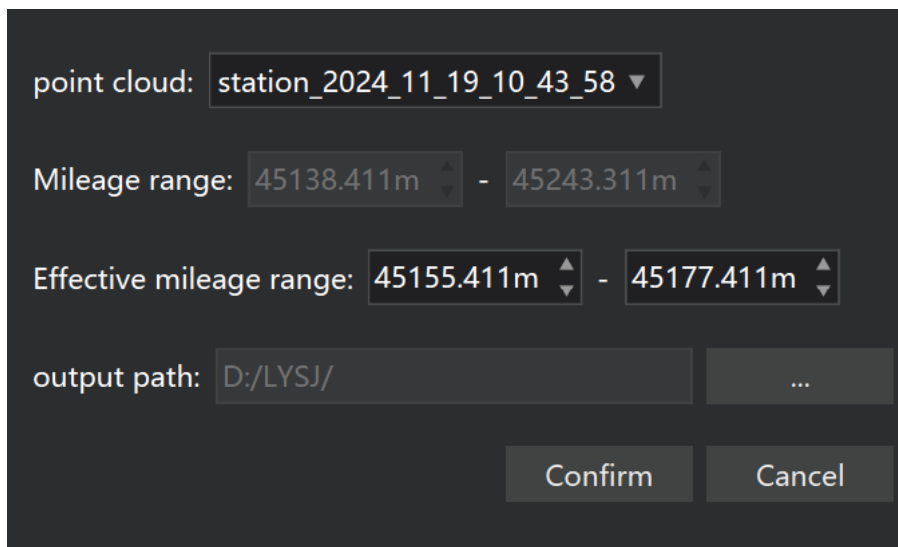 point cloud: station_2024_11_19_10_43_58
Mileage range: 45138.411m - 45243.311m
Effective mileage range: 45155.411m - 45177.411m
output path: D:/LYSJ/ ...
Confirm Cancel